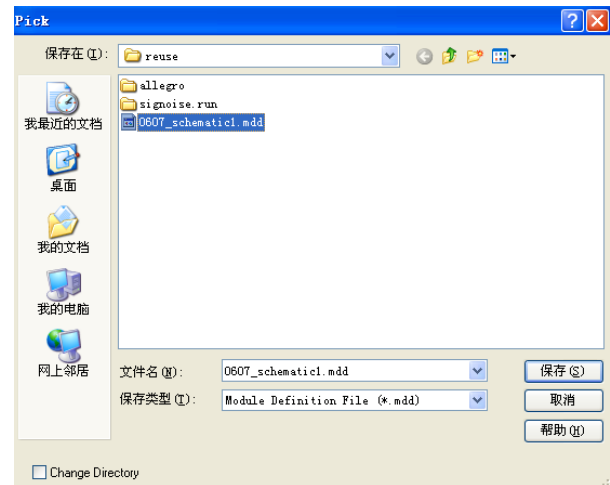 Pick
保存在(I):
reuse
allegro
signoise.run
0607_schematic1.mdd
我最近的文档
桌面
我的文档
我的电脑
网上邻居
文件名(N):
0607_schematic1.mdd
保存(S)
保存类型(T):
Module Definition File (*.mdd)
取消
帮助(H)
Change Directory